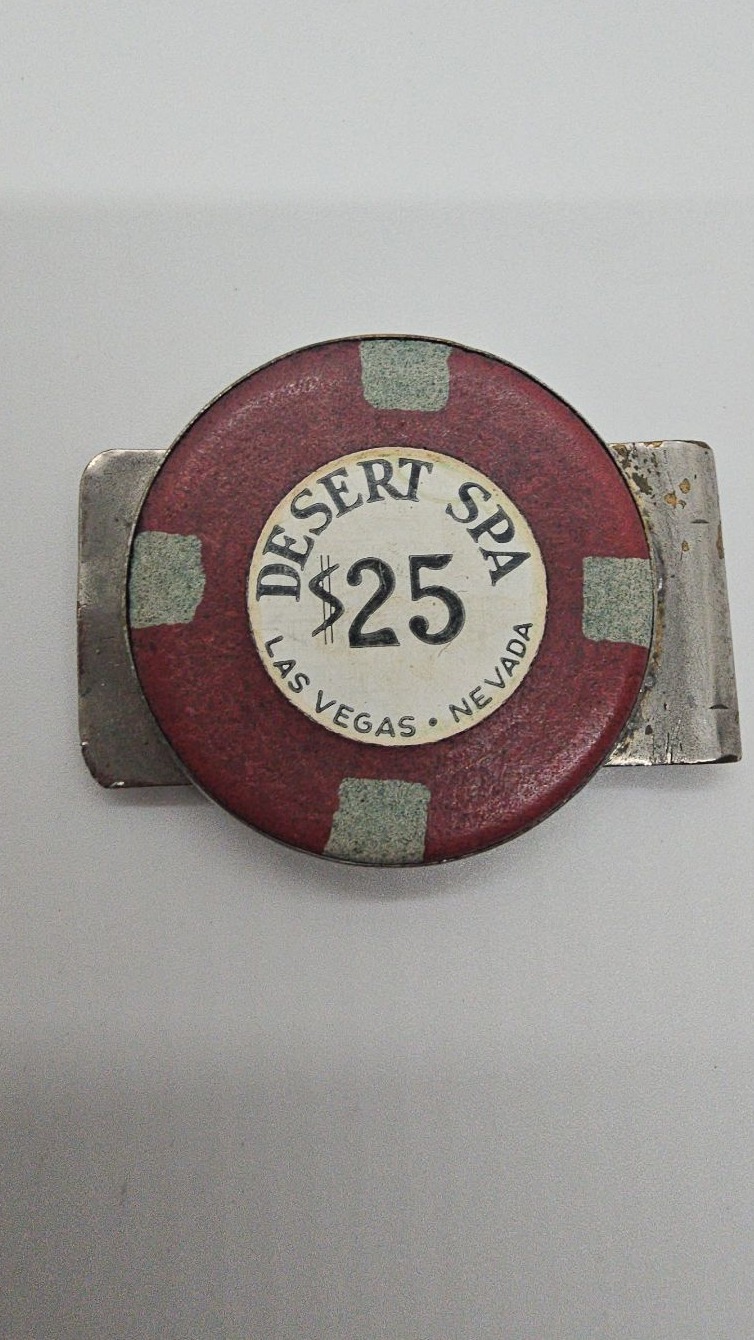 DESERT SPA
$25
LAS VEGAS • NEVADA